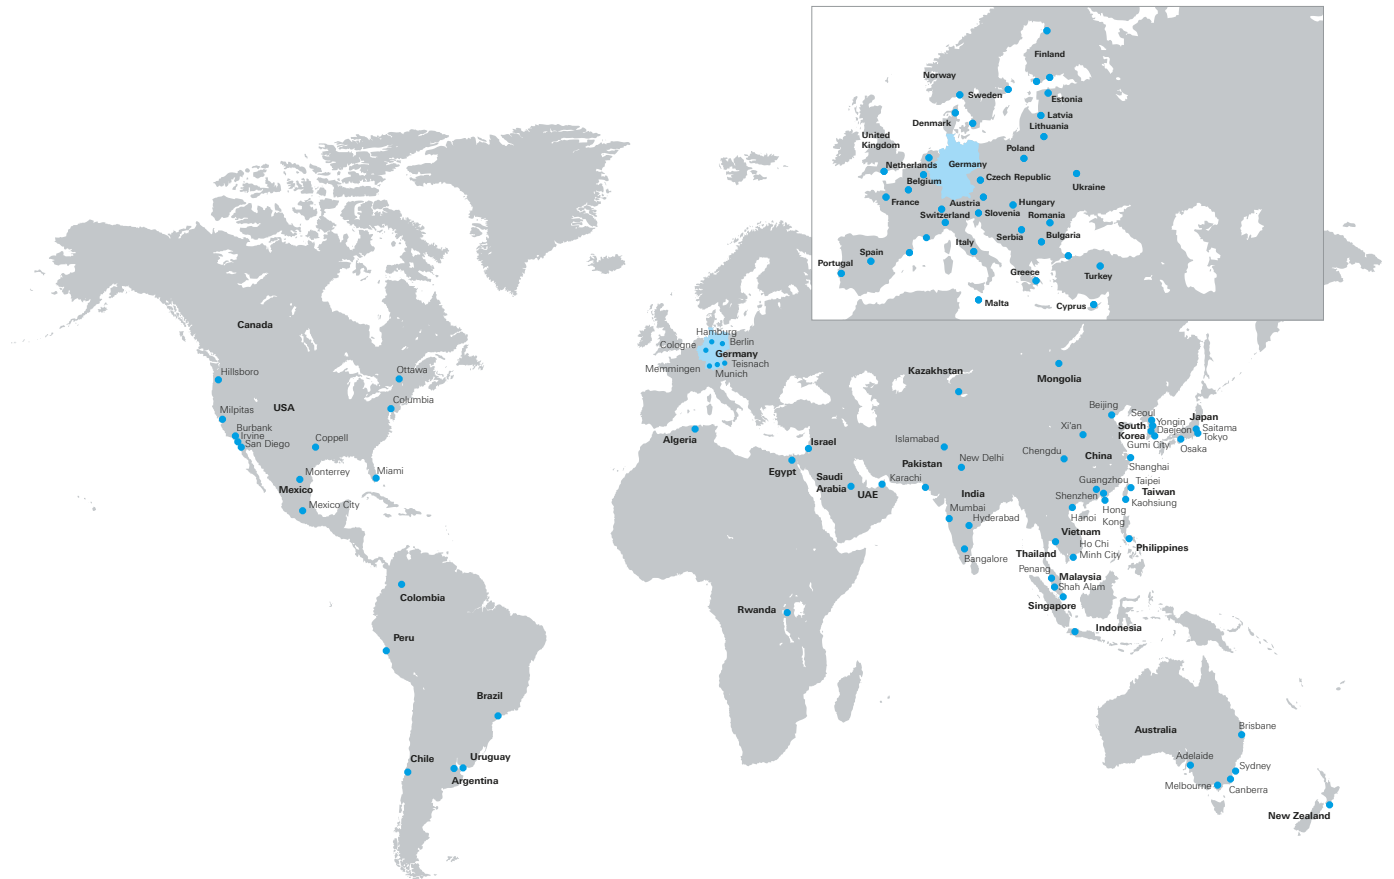 Finland
Norway
Sweden
Estonia
Latvia
Denmark
Lithuania
United
Kingdom
Poland
Netherlands
Germany
Czech Republic
Belgium
Ukraine
France
Austria
Hungary
Switzerland
Slovenia
Romania
Serbia
Bulgaria
Italy
Spain
Portugal
Greece
Turkey
Malta
Cyprus
Canada
Hillsboro
Ottawa
Milpitas
USA
Columbia
Burbank
Irvine
San Diego
Coppell
Monterrey
Miami
Mexico
Mexico City
Colombia
Peru
Brazil
Chile
Uruguay
Argentina
Hamburg
Cologne
Berlin
Germany
Memmingen
Teisnach
Munich
Algeria
Israel
Egypt
Saudi
Arabia
UAE
Rwanda
Kazakhstan
Mongolia
Islamabad
Pakistan
New Delhi
Karachi
India
Mumbai
Hyderabad
Bangalore
Beijing
Xi'an
Chengdu
China
Shanghai
Guangzhou
Shenzhen
Hong
Kong
Seoul
Yongin
South
Korea
Daejeon
Gumi City
Japan
Saitama
Tokyo
Osaka
Taipei
Taiwan
Kaohsiung
Hanoi
Vietnam
Ho Chi
Minh City
Thailand
Philippines
Penang
Malaysia
Shah Alam
Singapore
Indonesia
Australia
Brisbane
Adelaide
Sydney
Melbourne
Canberra
New Zealand